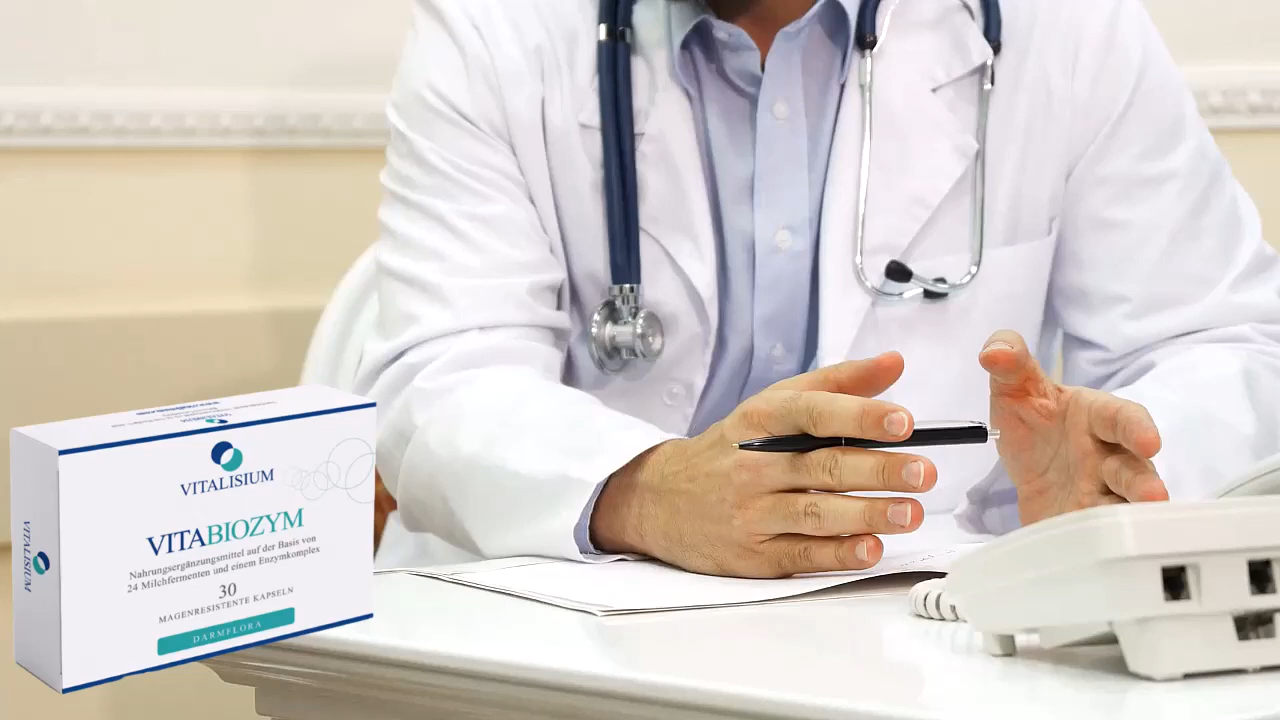 VITALISIUM
VITABIOZYM
Nahrungsergänzungsmittel auf der Basis von
24 Milchfermenten und einem Enzymkomplex
30
MAGENRESISTENTE KAPSELN
DARMFLORA
VITALISIUM